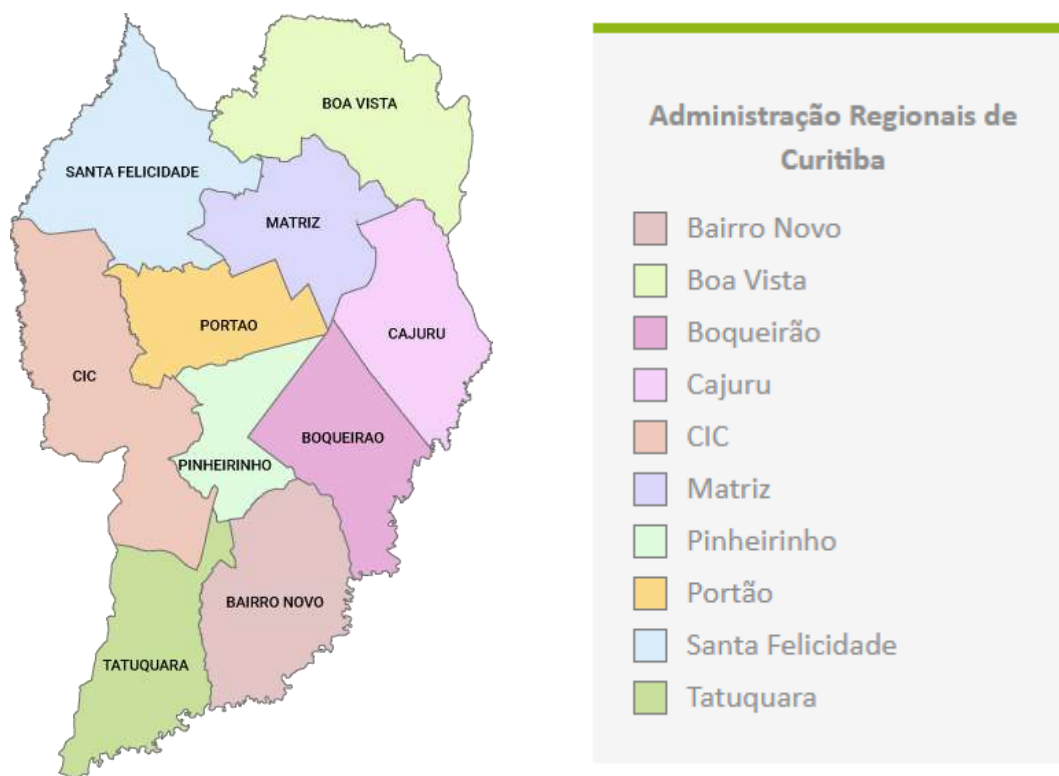 BOA VISTA
SANTA FELICIDADE
MATRIZ
PORTAO
CAJURU
CIC
BOQUEIRAO
PINHEIRINHO
BAIRRO NOVO
TATUQUARA
Administração Regionais de
Curitiba
Bairro Novo
Boa Vista
Boqueirão
Cajuru
CIC
Matriz
Pinheirinho
Portão
Santa Felicidade
Tatuquara